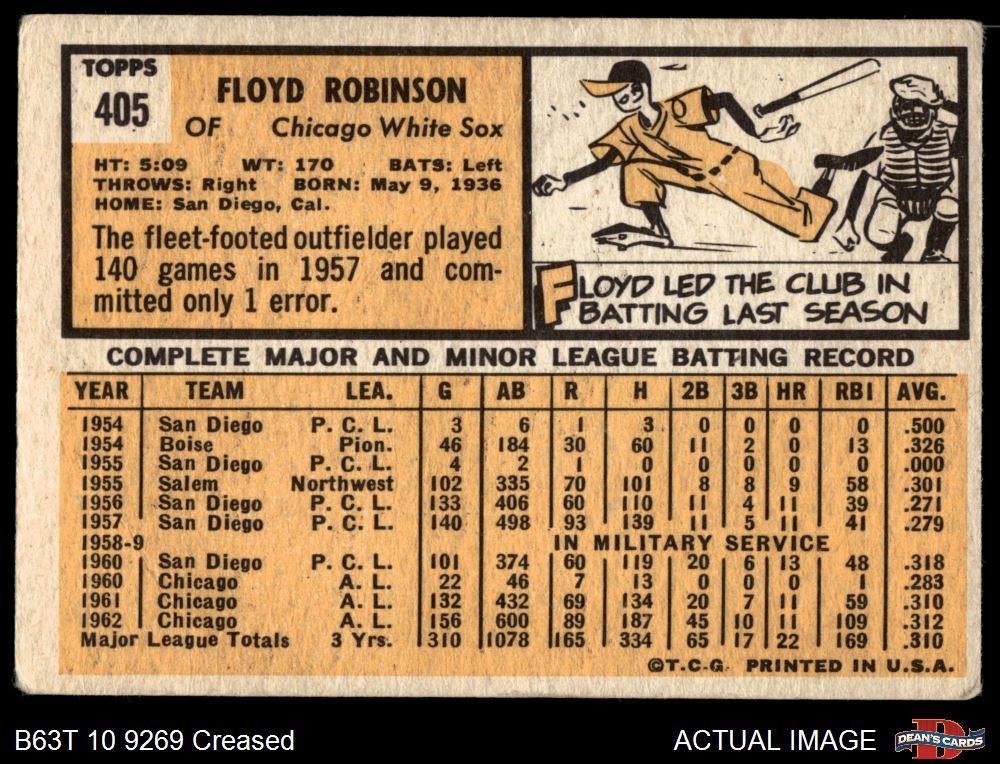 TOPPS
405
FLOYD ROBINSON
OF Chicago White Sox
HT: 5:09 WT: 170 BATS: Left
THROWS: Right BORN: May 9, 1936
HOME: San Diego, Cal.
The fleet-footed outfielder played
140 games in 1957 and com-
mitted only 1 error.
FLOYD LED THE CLUB IN
BATTING LAST SEASON
COMPLETE MAJOR AND MINOR LEAGUE BATTING RECORD
YEAR TEAM LEA. G AB R H 2B 3B HR RBI AVG.
1954 San Diego P. C. L. 3 6 1 3 0 0 0 0 .500
1954 Boise Pion. 46 184 30 60 11 2 0 13 .326
1955 San Diego P. C. L. 4 2 1 0 0 0 0 0 .000
1955 Salem Northwest 102 335 70 101 8 8 9 58 .301
1956 San Diego P. C. L. 133 406 60 110 11 4 11 39 .271
1957 San Diego P. C. L. 140 498 93 139 11 5 11 41 .279
1958-9 IN MILITARY SERVICE
1960 San Diego P. C. L. 101 374 60 119 20 6 13 48 .318
1960 Chicago A. L. 22 46 7 13 0 0 0 1 .283
1961 Chicago A. L. 132 432 69 134 20 7 11 59 .310
1962 Chicago A. L. 156 600 89 187 45 10 11 109 .312
Major League Totals 3 Yrs. 310 1078 165 334 65 17 22 169 .310
©T.C.G. PRINTED IN U.S.A.
B63T 10 9269 Creased
ACTUAL IMAGE
DEAN'S CARDS